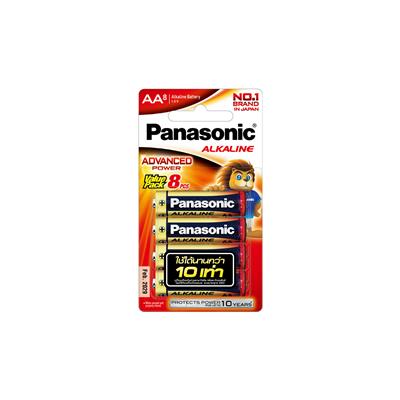 AA8
Alkaline Battery
1.5 V
NO.1
BRAND
IN JAPAN
Panasonic®
ALKALINE
ADVANCED
POWER
Value
Pack
8 PCS
Panasonic
ALKALINE
Panasonic
ALKALINE
ใช้ได้นานกว่า
10 เท่า
Feb. 2029
PROTECTS POWER
10 YEARS